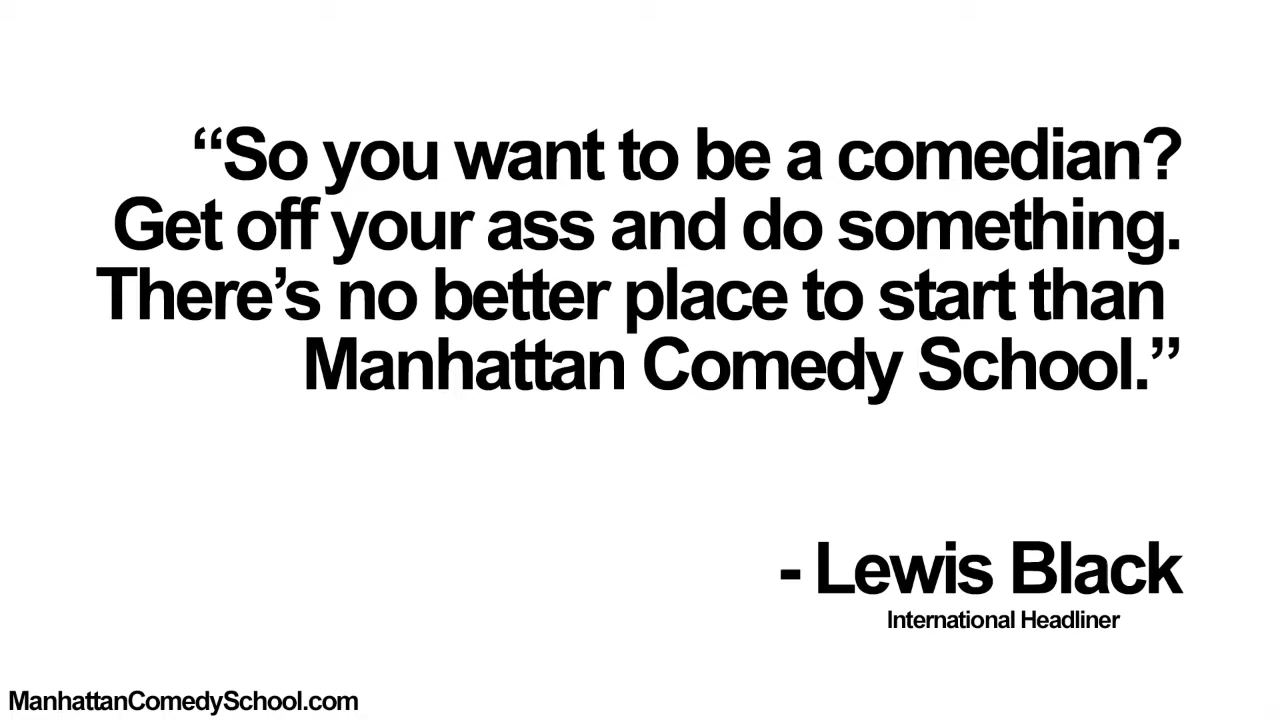 “So you want to be a comedian?
Get off your ass and do something.
There’s no better place to start than
Manhattan Comedy School.”
- Lewis Black
International Headliner
ManhattanComedySchool.com